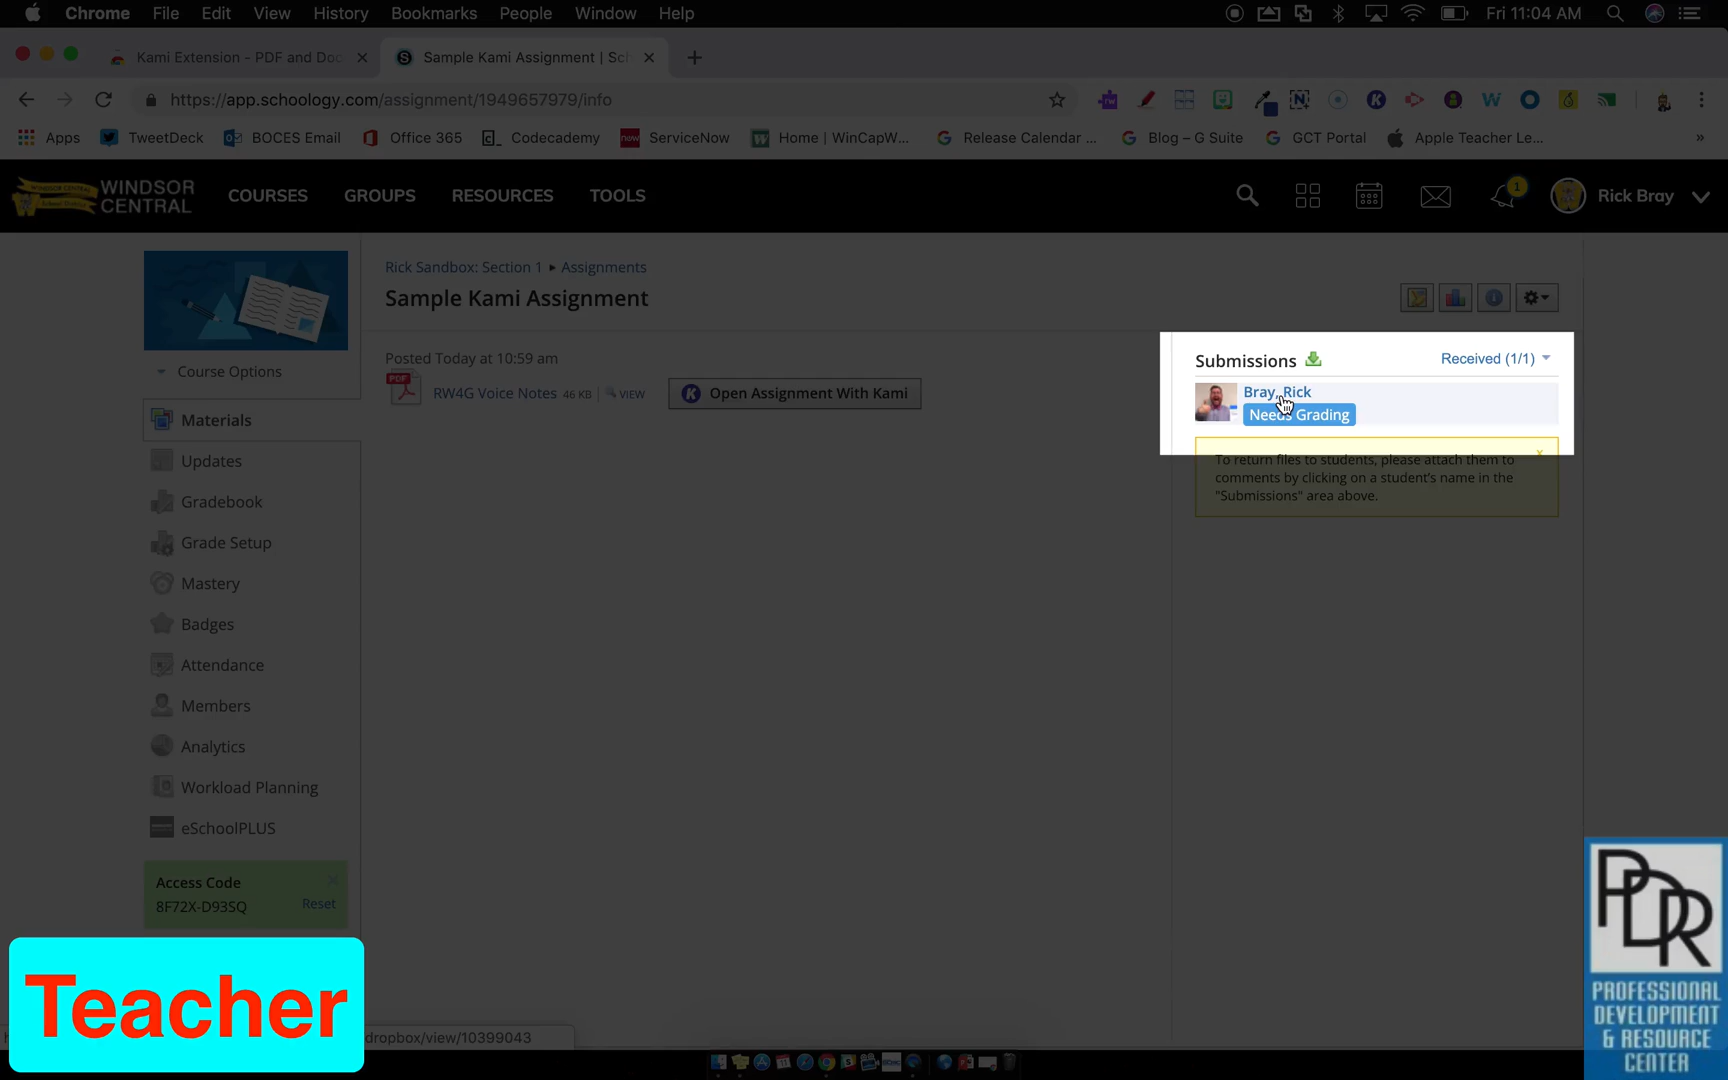 Chrome File Edit View History Bookmarks People Window Help Fri 11:04 AM
Kami Extension - PDF and Doc Sample Kami Assignment | Sch
https://app.schoology.com/assignment/1949657979/info
Apps TweetDeck BOCES Email Office 365 Codecademy ServiceNow Home | WinCapW... Release Calendar ... Blog – G Suite GCT Portal Apple Teacher Le... »
WINDSOR CENTRAL COURSES GROUPS RESOURCES TOOLS 1 Rick Bray
Rick Sandbox: Section 1 ▸ Assignments
Sample Kami Assignment
Course Options
Materials
Updates
Gradebook
Grade Setup
Mastery
Badges
Attendance
Members
Analytics
Workload Planning
eSchoolPLUS
Access Code
8F72X-D93SQ Reset
Posted Today at 10:59 am
PDF RW4G Voice Notes 46 KB VIEW Open Assignment With Kami
Submissions Received (1/1)
Bray, Rick
Needs Grading
To return files to students, please attach them to
comments by clicking on a student's name in the
"Submissions" area above.
Teacher
dropbox/view/10399043
PDR
PROFESSIONAL
DEVELOPMENT
& RESOURCE
CENTER